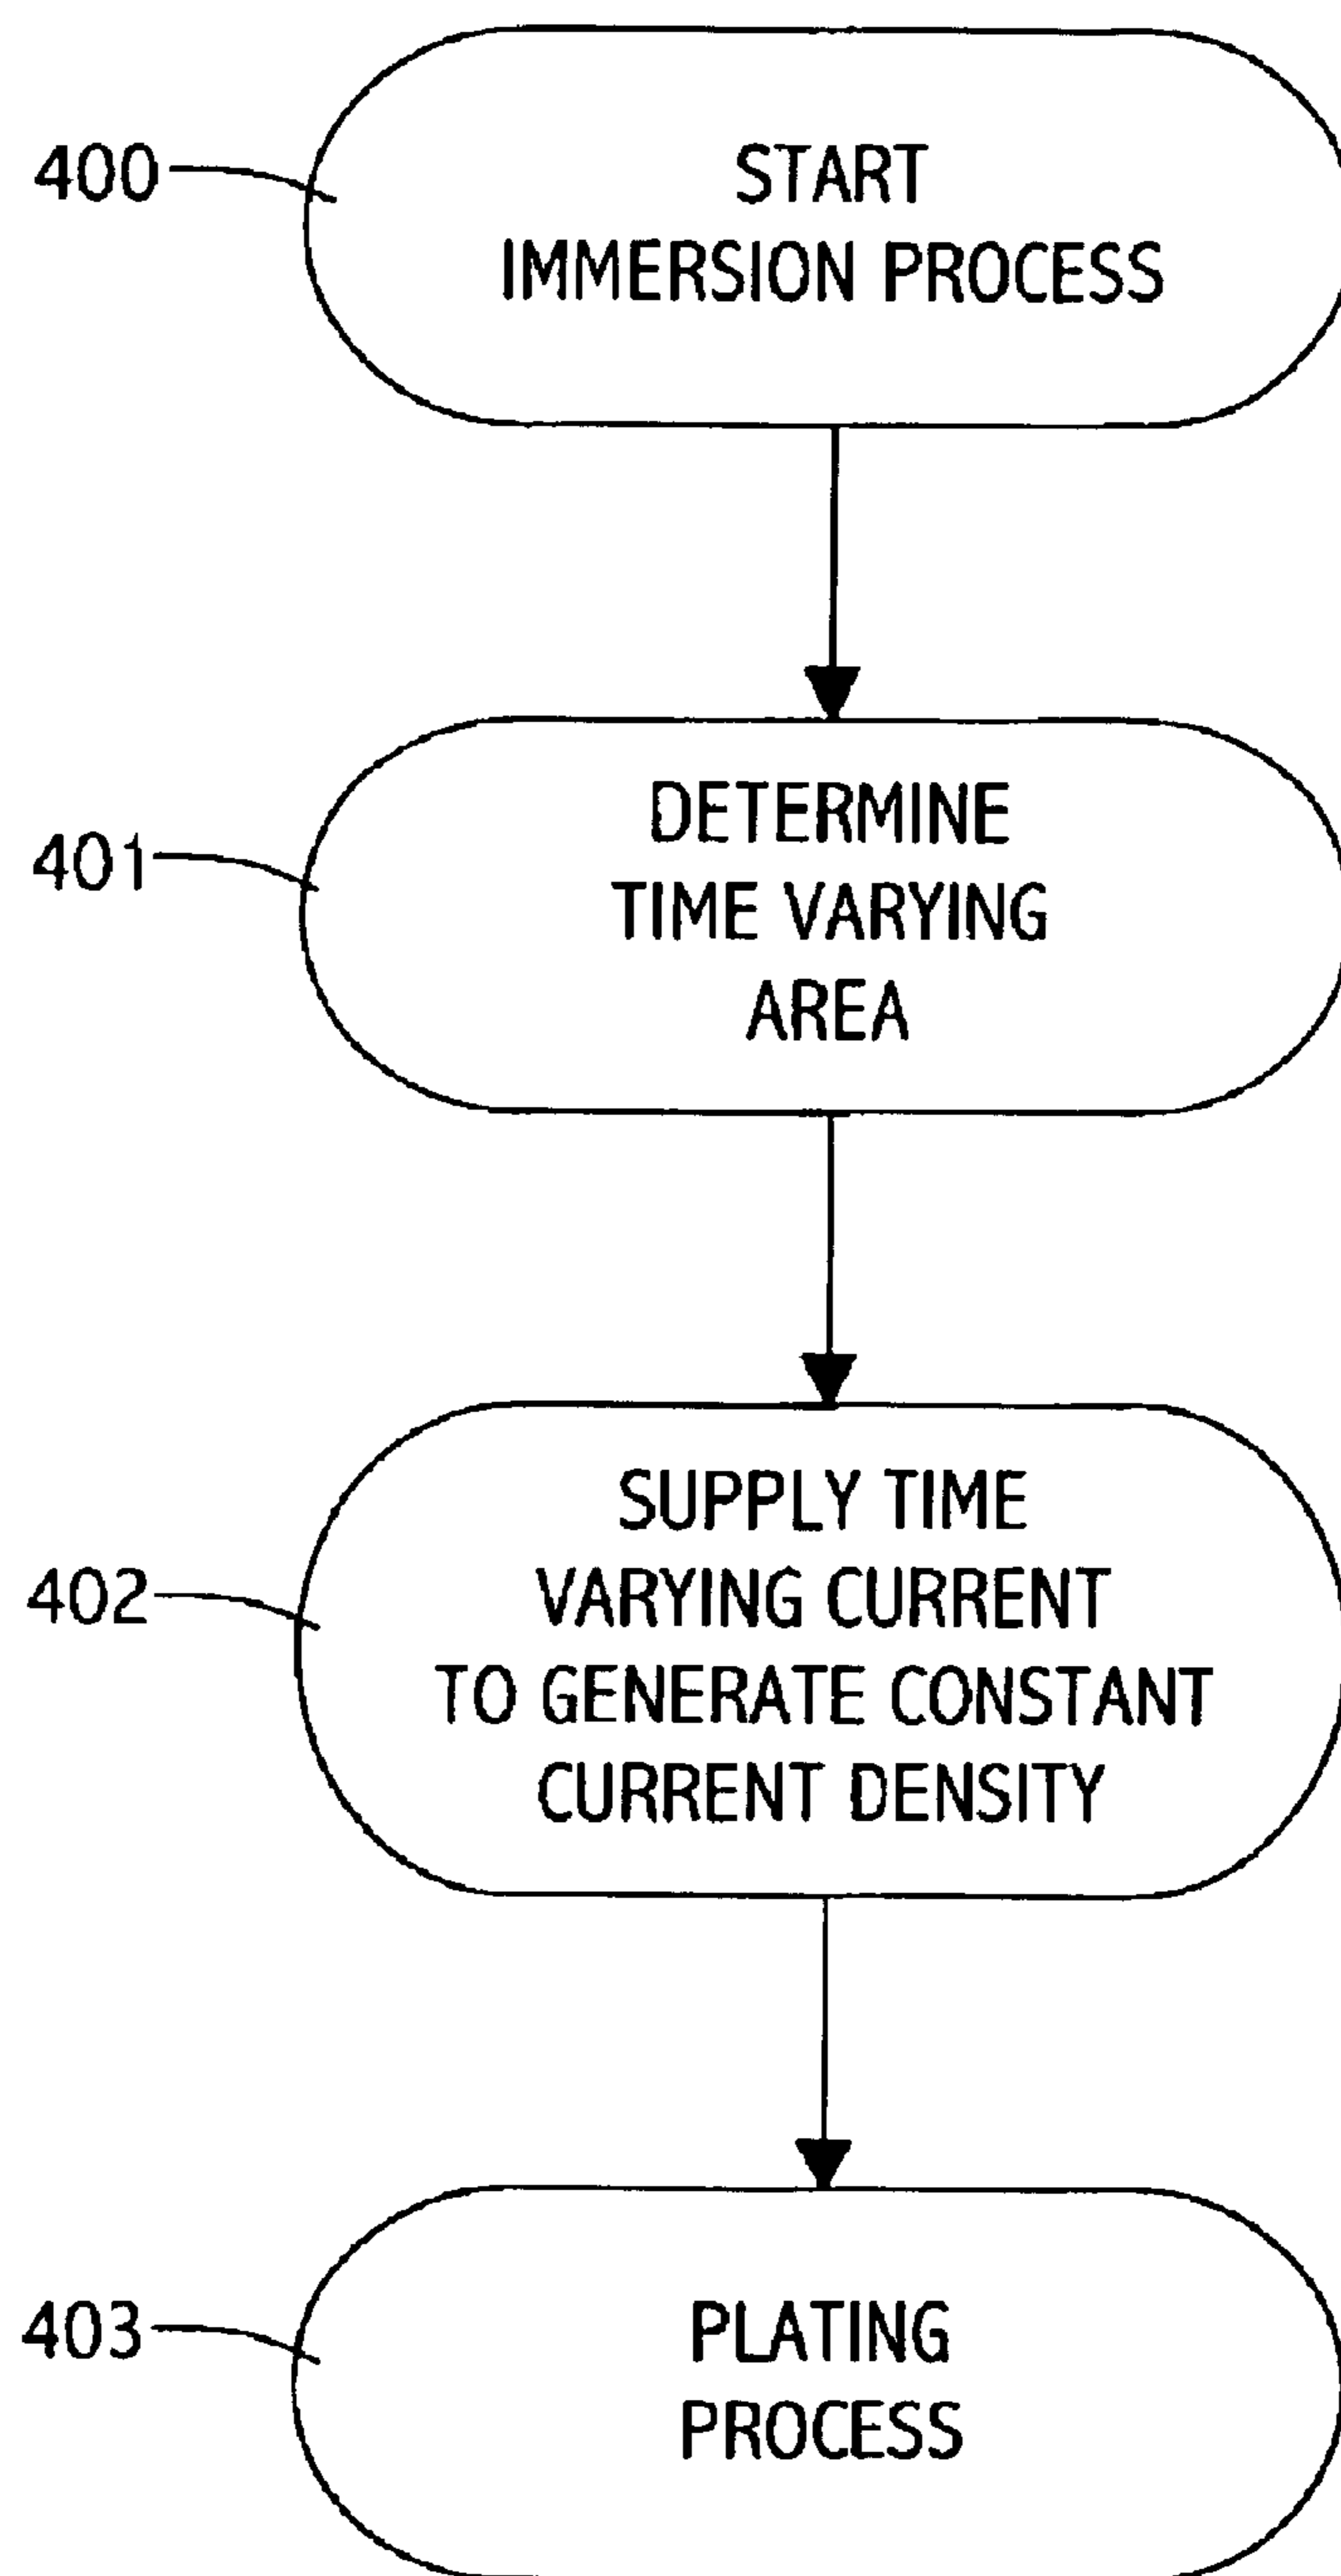 400
START
IMMERSION PROCESS
401
DETERMINE
TIME VARYING
AREA
402
SUPPLY TIME
VARYING CURRENT
TO GENERATE CONSTANT
CURRENT DENSITY
403
PLATING
PROCESS